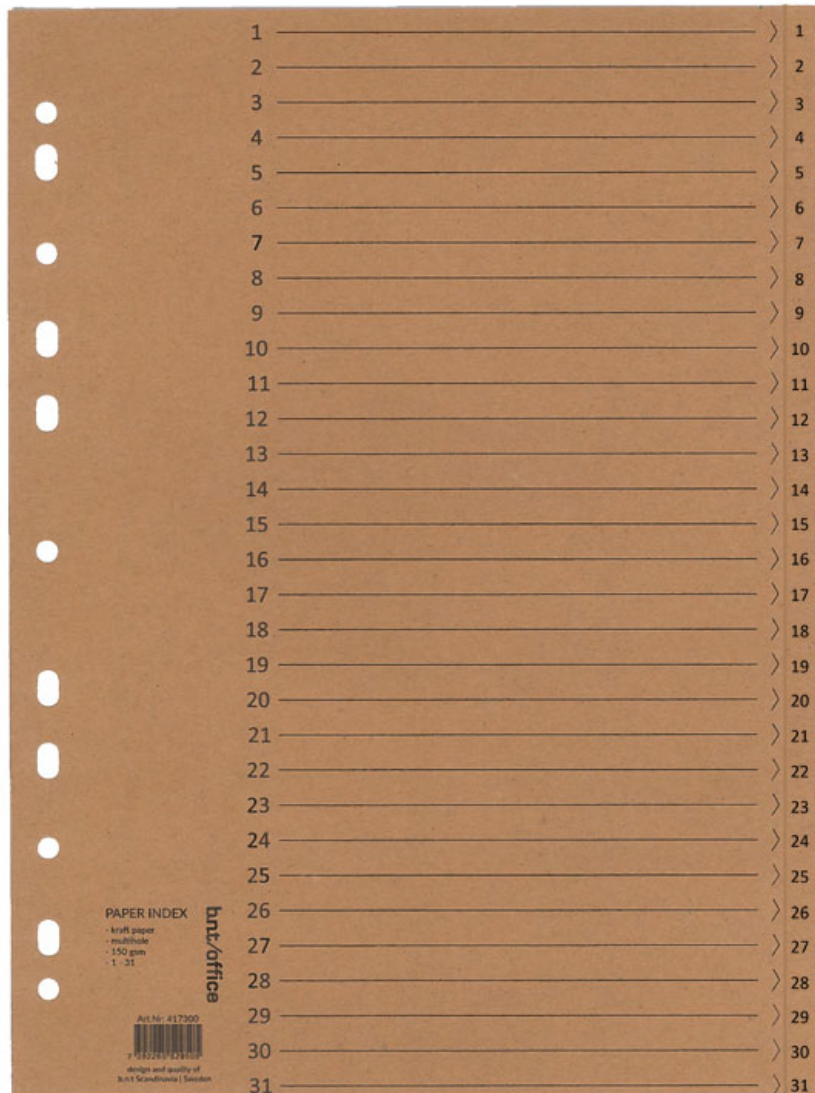 1 〉 1
2 〉 2
3 〉 3
4 〉 4
5 〉 5
6 〉 6
7 〉 7
8 〉 8
9 〉 9
10 〉 10
11 〉 11
12 〉 12
13 〉 13
14 〉 14
15 〉 15
16 〉 16
17 〉 17
18 〉 18
19 〉 19
20 〉 20
21 〉 21
22 〉 22
23 〉 23
24 〉 24
25 〉 25
26 〉 26
27 〉 27
28 〉 28
29 〉 29
30 〉 30
31 〉 31
PAPER INDEX
- kraft paper
- multihole
- 150 gsm
- 1 - 31
b.n.t/office
Art.Nr: 417300
design and quality of
b.n.t Scandinavia | Sweden